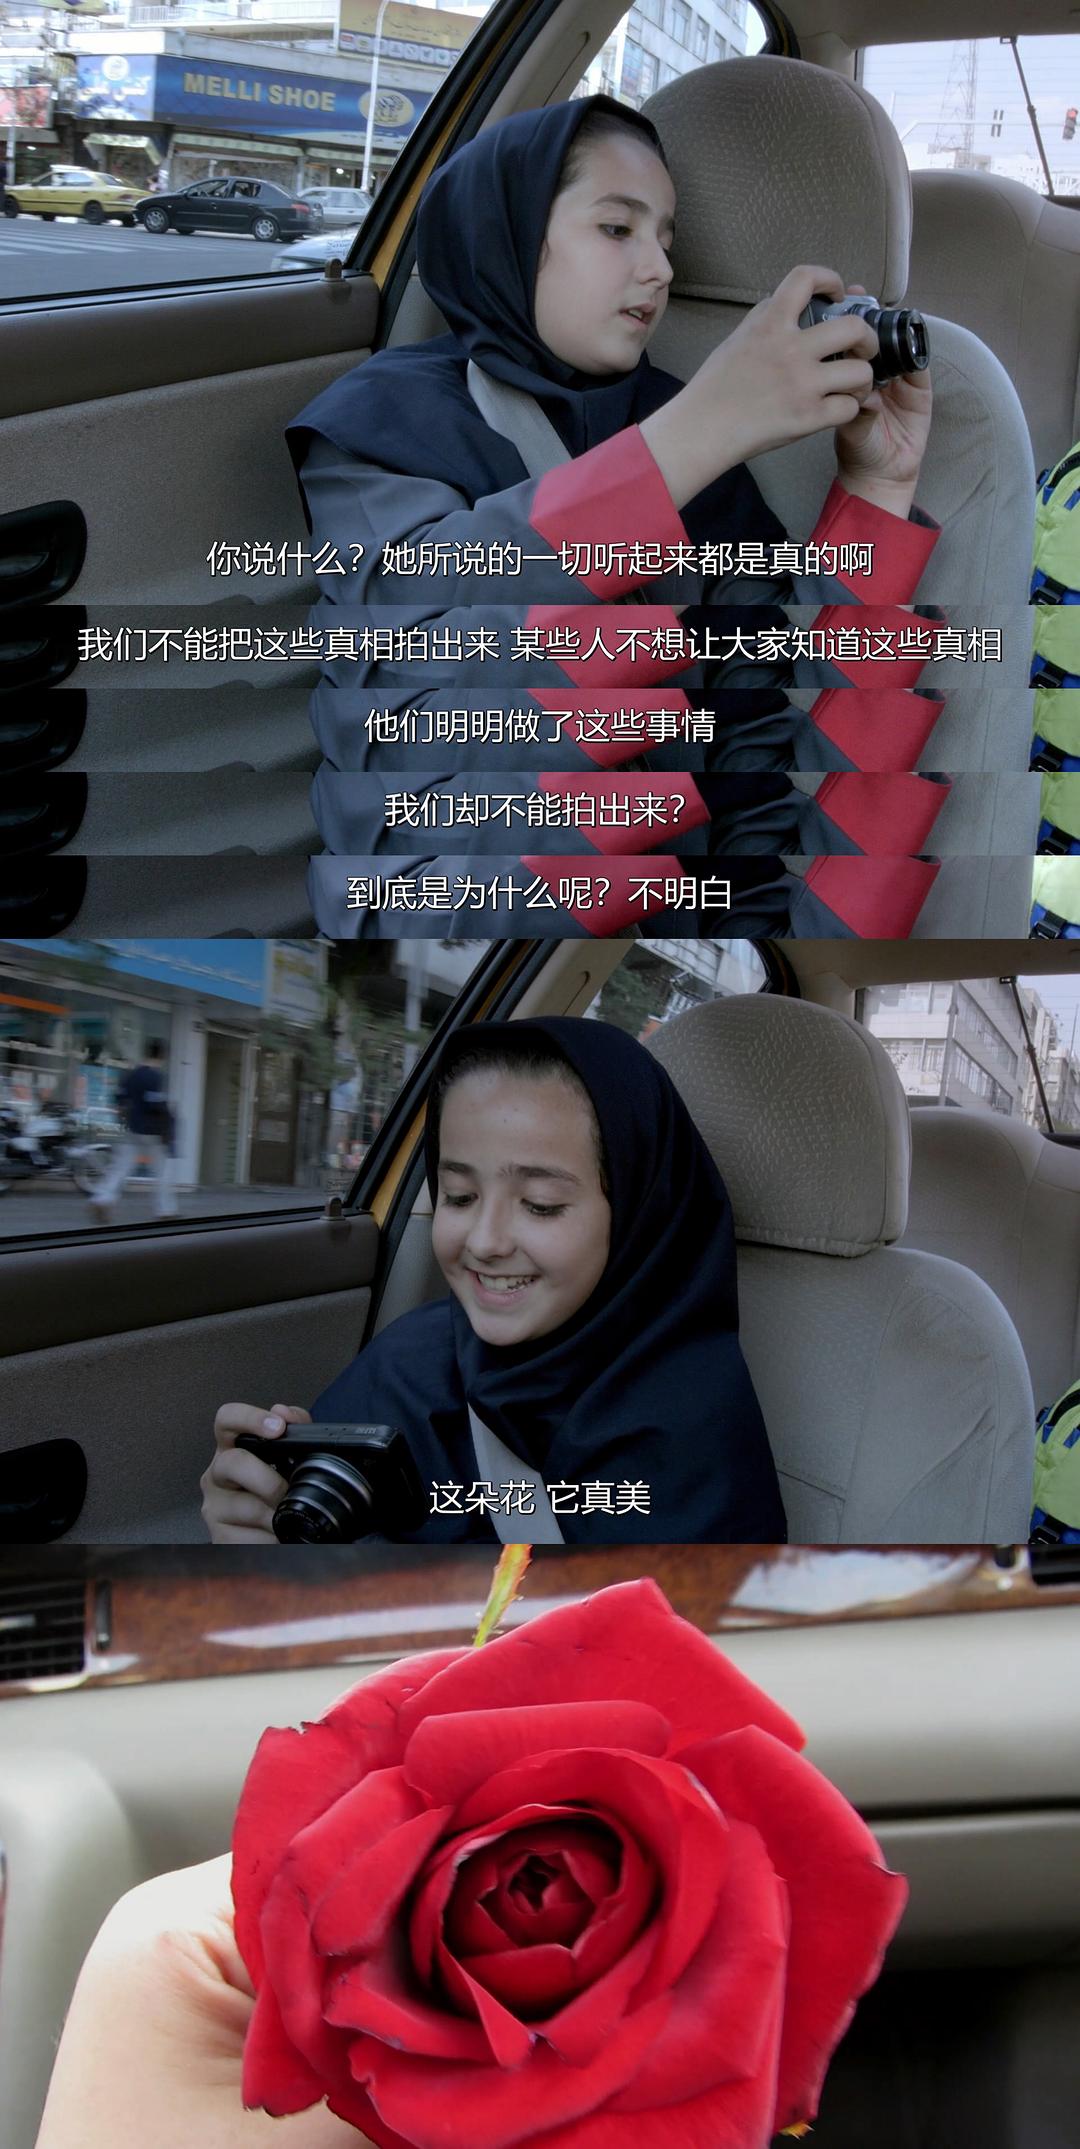 MELLI SHOE
你说什么？她所说的一切听起来都是真的啊
我们不能把这些真相拍出来 某些人不想让大家知道这些真相
他们明明做了这些事情
我们却不能拍出来？
到底是为什么呢？不明白
这朵花 它真美